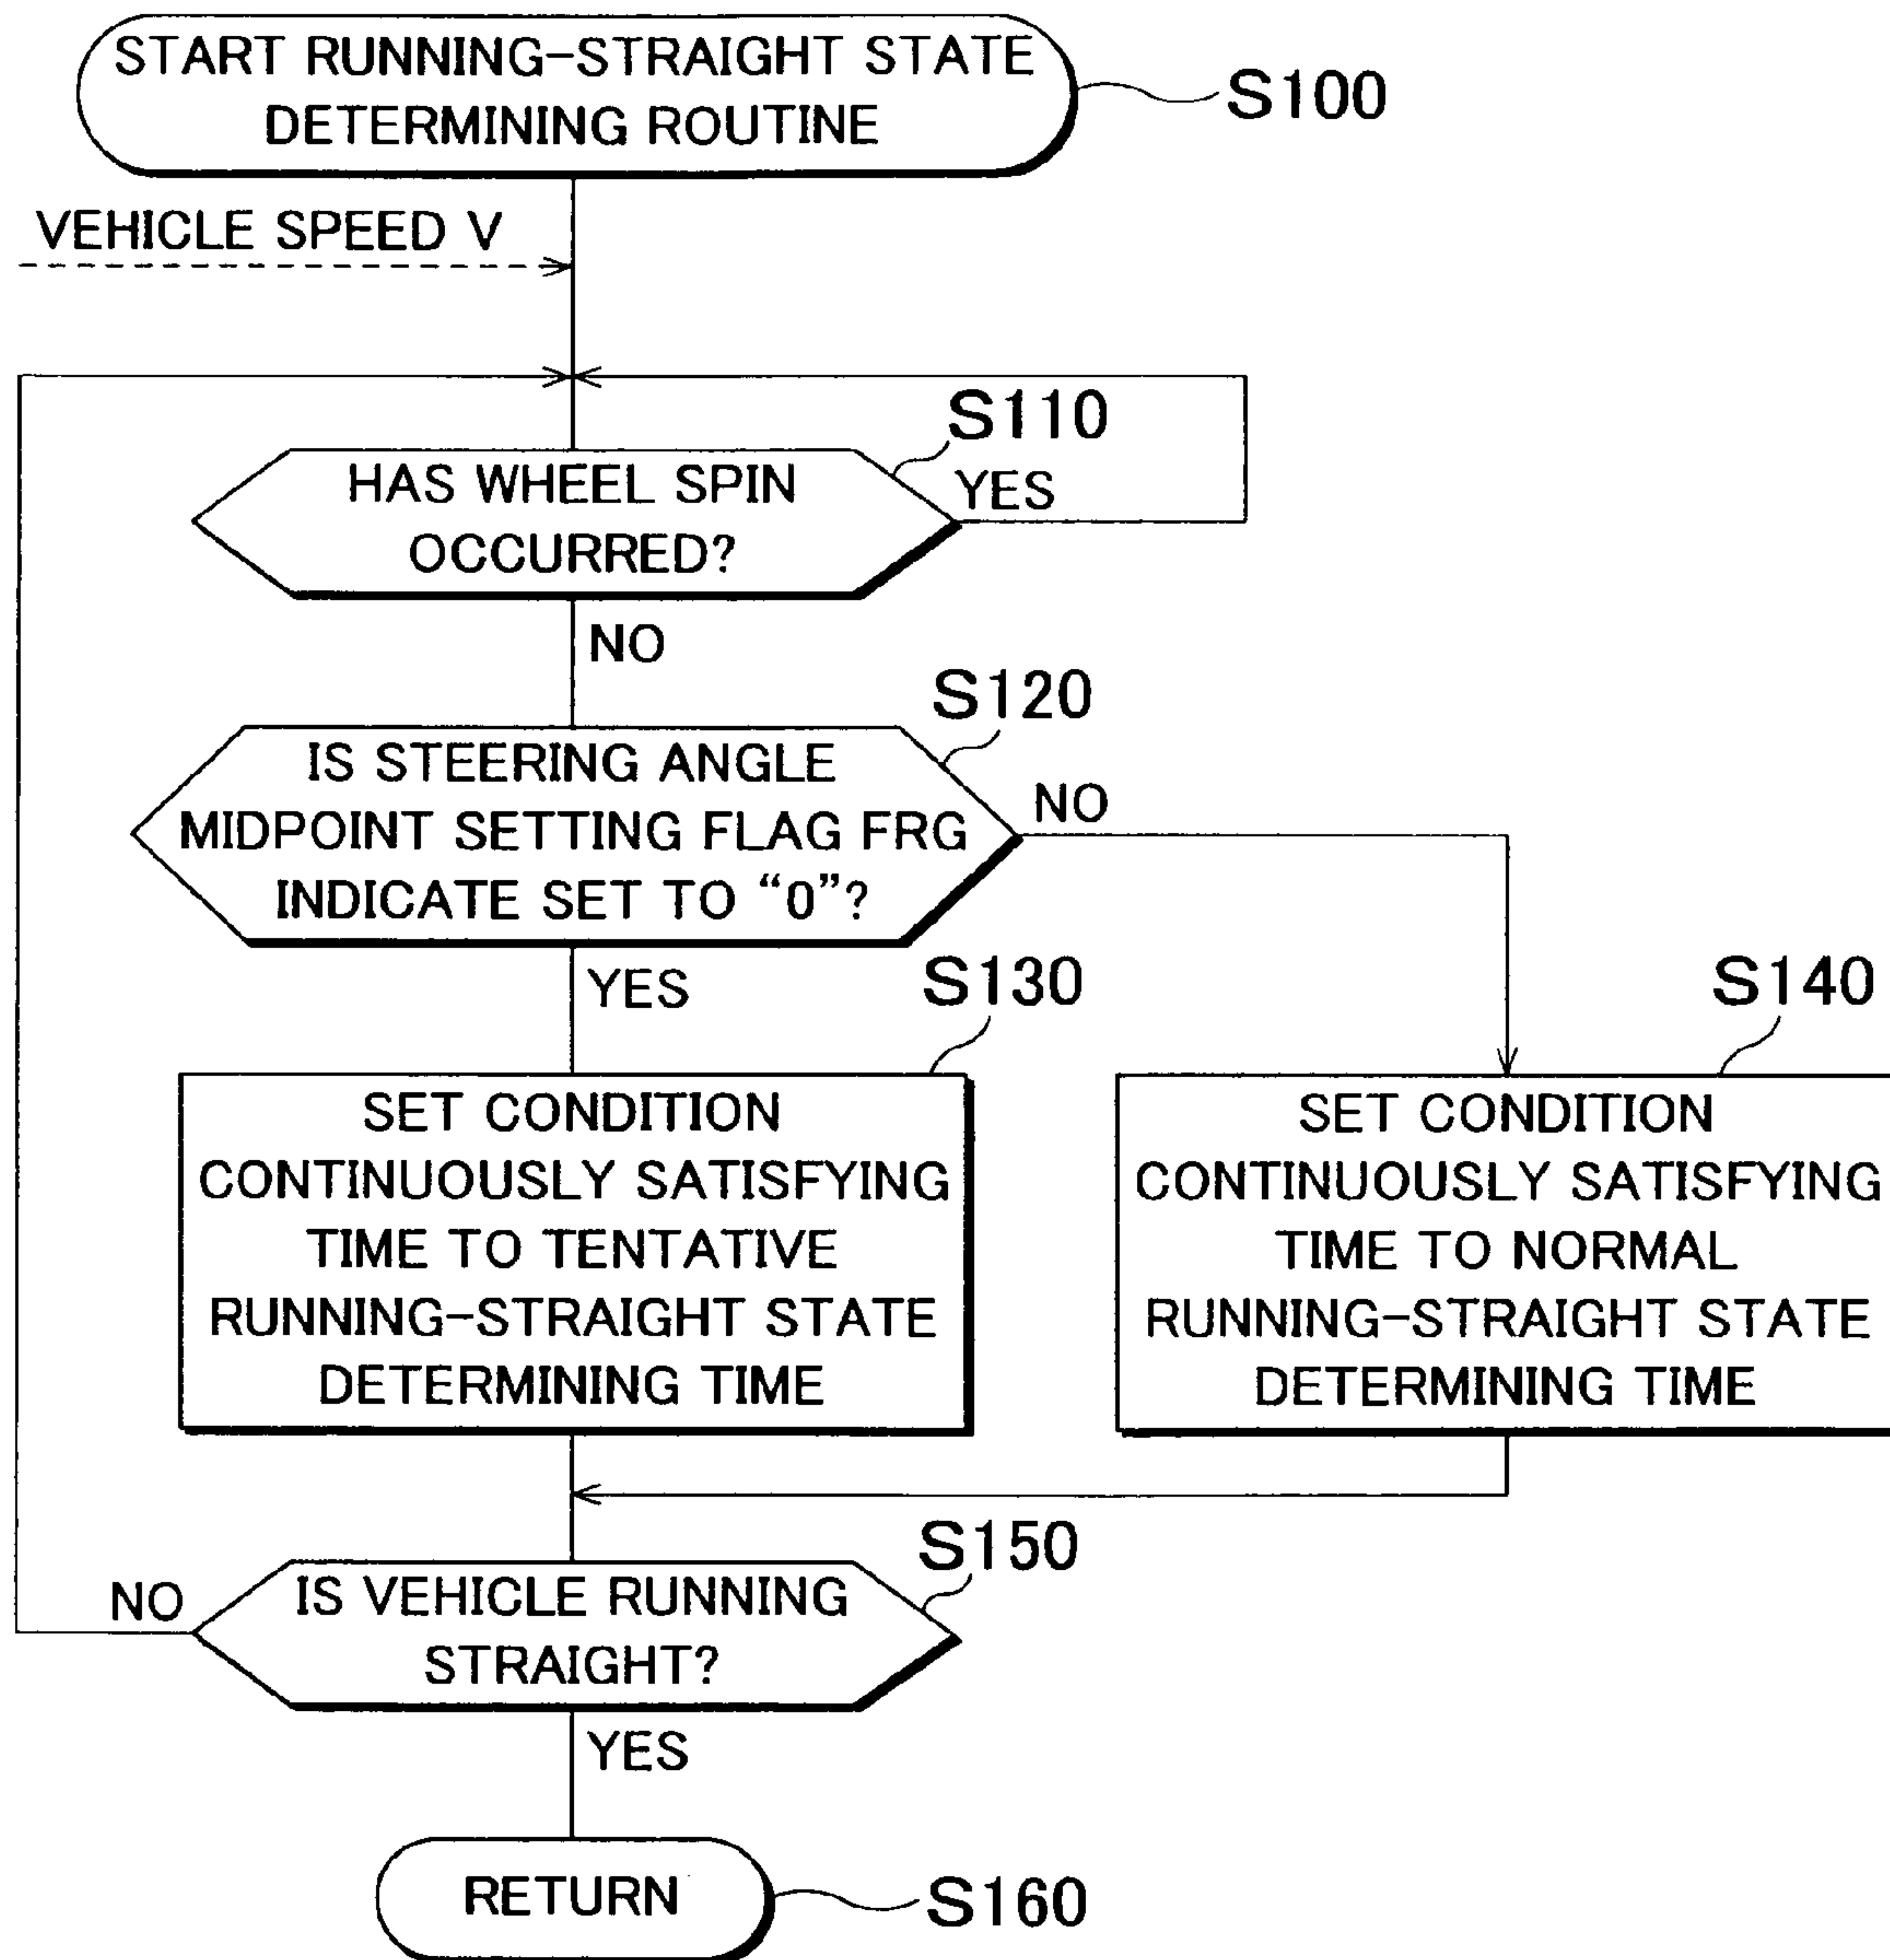 START RUNNING-STRAIGHT STATE
DETERMINING ROUTINE
S100
VEHICLE SPEED V
S110
HAS WHEEL SPIN
OCCURRED?
YES
NO
S120
IS STEERING ANGLE
MIDPOINT SETTING FLAG FRG
INDICATE SET TO “0”?
NO
YES
S130
SET CONDITION
CONTINUOUSLY SATISFYING
TIME TO TENTATIVE
RUNNING-STRAIGHT STATE
DETERMINING TIME
S140
SET CONDITION
CONTINUOUSLY SATISFYING
TIME TO NORMAL
RUNNING-STRAIGHT STATE
DETERMINING TIME
S150
NO
IS VEHICLE RUNNING
STRAIGHT?
YES
RETURN
S160